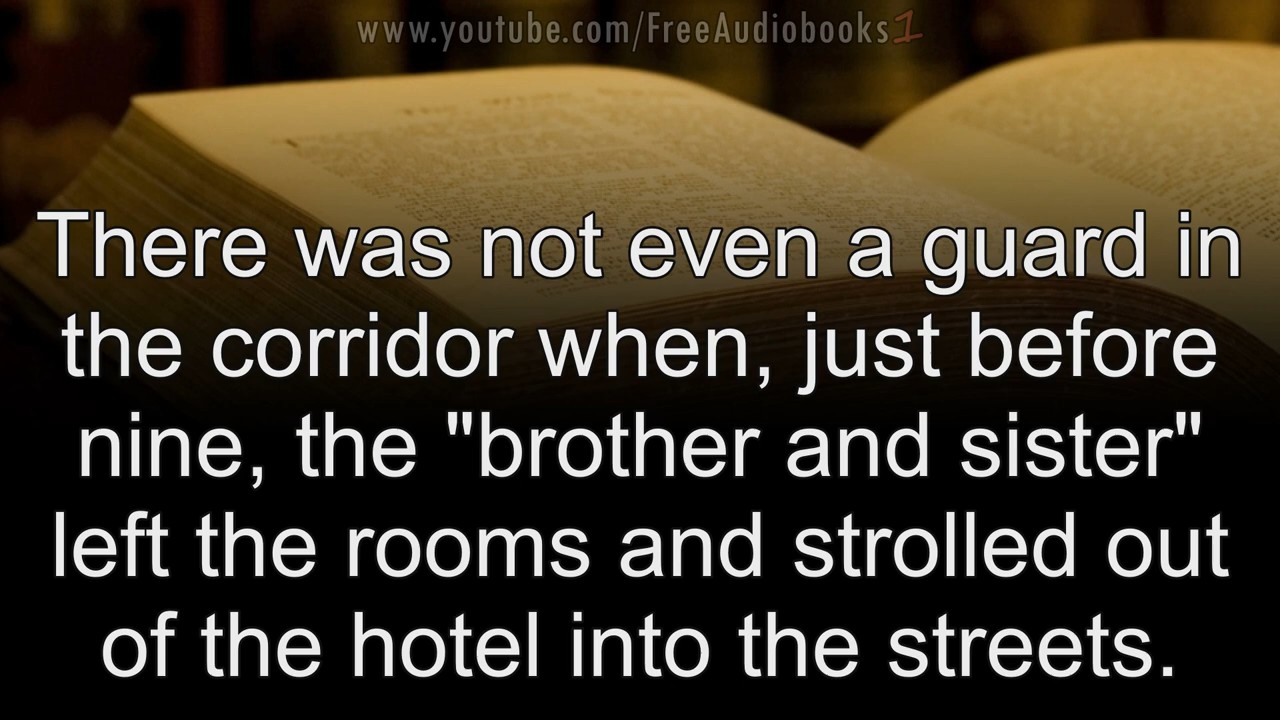 www.youtube.com/FreeAudiobooks1
There was not even a guard in
the corridor when, just before
nine, the "brother and sister"
left the rooms and strolled out
of the hotel into the streets.